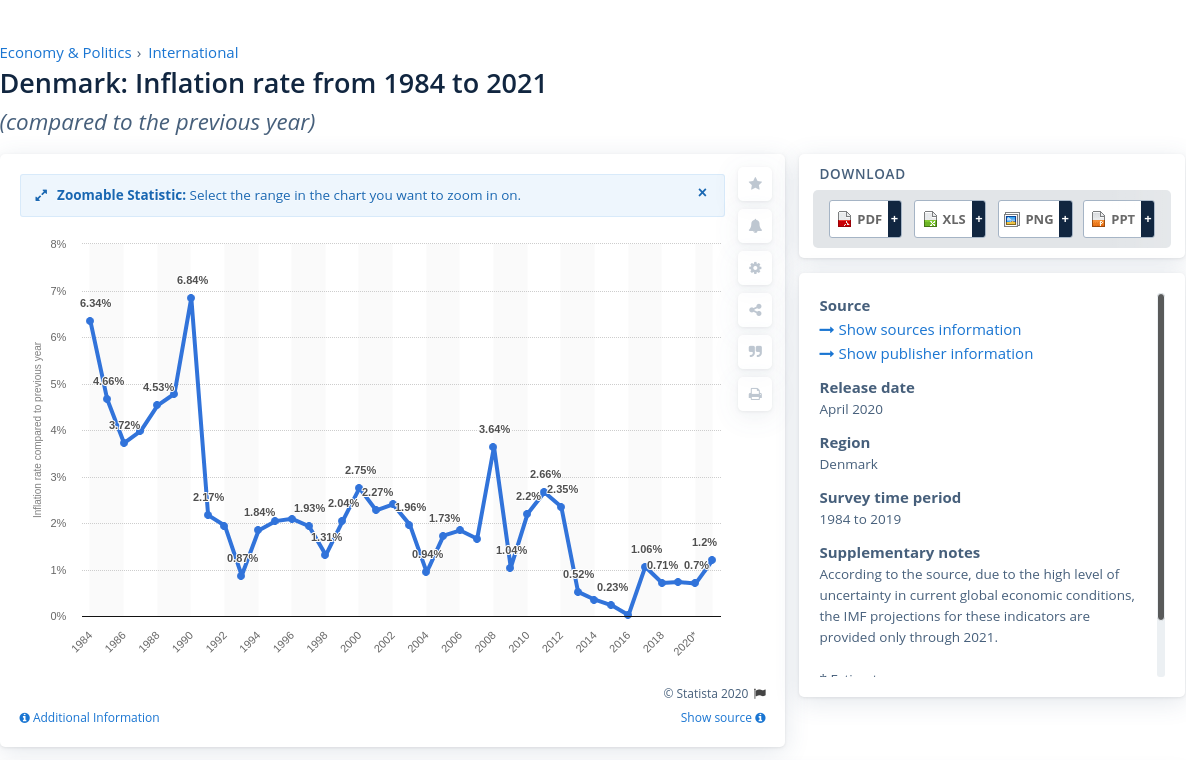 Economy & Politics › International
Denmark: Inflation rate from 1984 to 2021
(compared to the previous year)
Zoomable Statistic: Select the range in the chart you want to zoom in on.
×
Inflation rate compared to previous year
8%
7%
6%
5%
4%
3%
2%
1%
0%
6.34%
4.66%
3.72%
4.53%
6.84%
2.17%
0.87%
1.84%
1.93%
1.31%
2.04%
2.75%
2.27%
1.96%
0.94%
1.73%
3.64%
1.04%
2.2%
2.66%
2.35%
0.52%
0.23%
1.06%
0.71%
0.7%
1.2%
1984
1986
1988
1990
1992
1994
1996
1998
2000
2002
2004
2006
2008
2010
2012
2014
2016
2018
2020*
© Statista 2020
Additional Information
Show source
DOWNLOAD
PDF +
XLS +
PNG +
PPT +
Source
Show sources information
Show publisher information
Release date
April 2020
Region
Denmark
Survey time period
1984 to 2019
Supplementary notes
According to the source, due to the high level of
uncertainty in current global economic conditions,
the IMF projections for these indicators are
provided only through 2021.